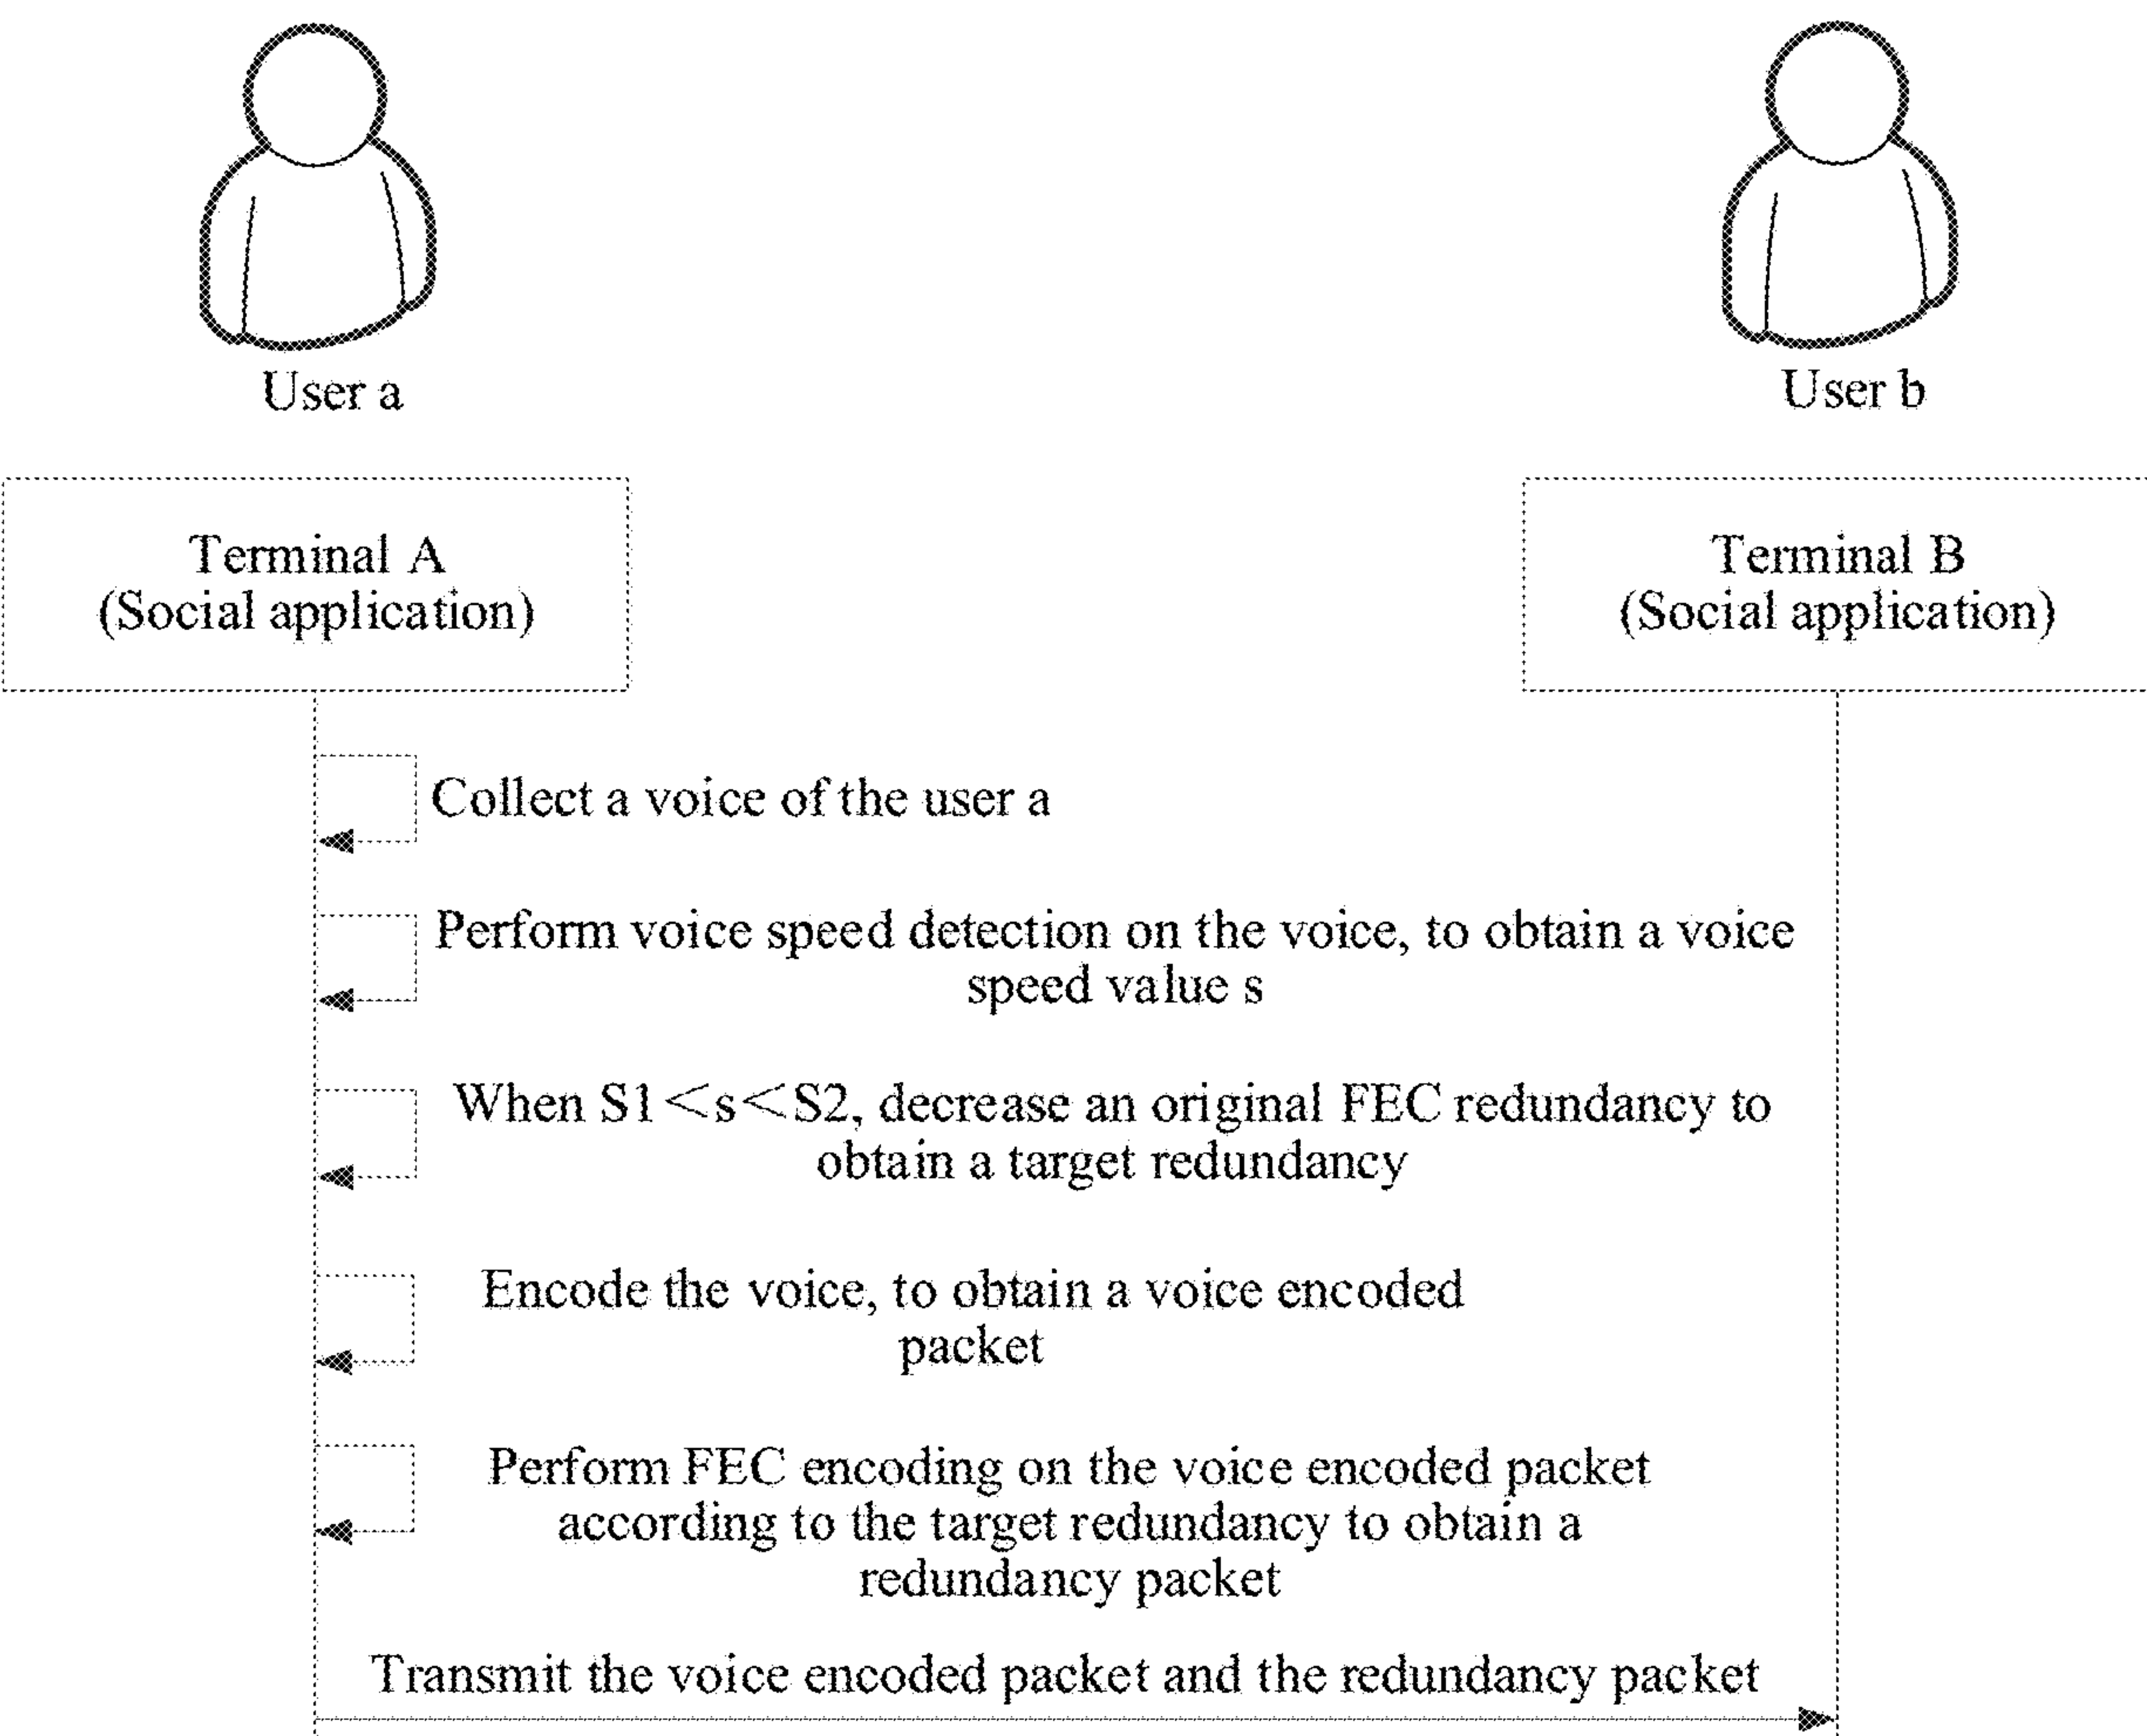 User a
User b
Terminal A
(Social application)
Terminal B
(Social application)
Collect a voice of the user a
Perform voice speed detection on the voice, to obtain a voice
speed value s
When S1<s<S2, decrease an original FEC redundancy to
obtain a target redundancy
Encode the voice, to obtain a voice encoded
packet
Perform FEC encoding on the voice encoded packet
according to the target redundancy to obtain a
redundancy packet
Transmit the voice encoded packet and the redundancy packet